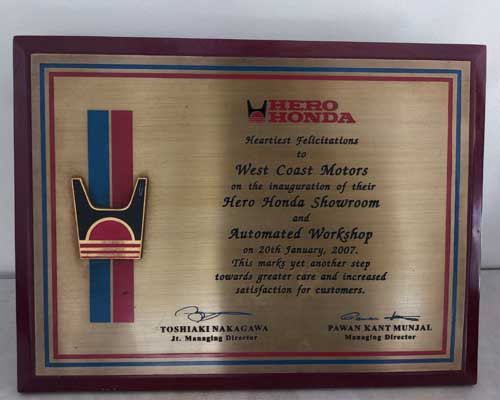 HERO
HONDA
Heartiest Felicitations
to
West Coast Motors
on the inauguration of their
Hero Honda Showroom
and
Automated Workshop
on 20th January, 2007.
This marks yet another step
towards greater care and increased
satisfaction for customers.
TOSHIAKI NAKAGAWA
Jt. Managing Director
PAWAN KANT MUNJAL
Managing Director